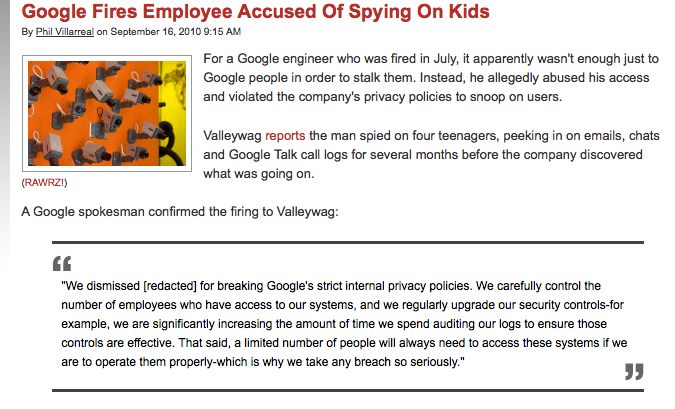 Google Fires Employee Accused Of Spying On Kids
By Phil Villarreal on September 16, 2010 9:15 AM
For a Google engineer who was fired in July, it apparently wasn't enough just to
Google people in order to stalk them. Instead, he allegedly abused his access
and violated the company's privacy policies to snoop on users.
Valleywag reports the man spied on four teenagers, peeking in on emails, chats
and Google Talk call logs for several months before the company discovered
what was going on.
(RAWRZ!)
A Google spokesman confirmed the firing to Valleywag:
“
"We dismissed [redacted] for breaking Google's strict internal privacy policies. We carefully control the
number of employees who have access to our systems, and we regularly upgrade our security controls-for
example, we are significantly increasing the amount of time we spend auditing our logs to ensure those
controls are effective. That said, a limited number of people will always need to access these systems if we
are to operate them properly-which is why we take any breach so seriously."
”